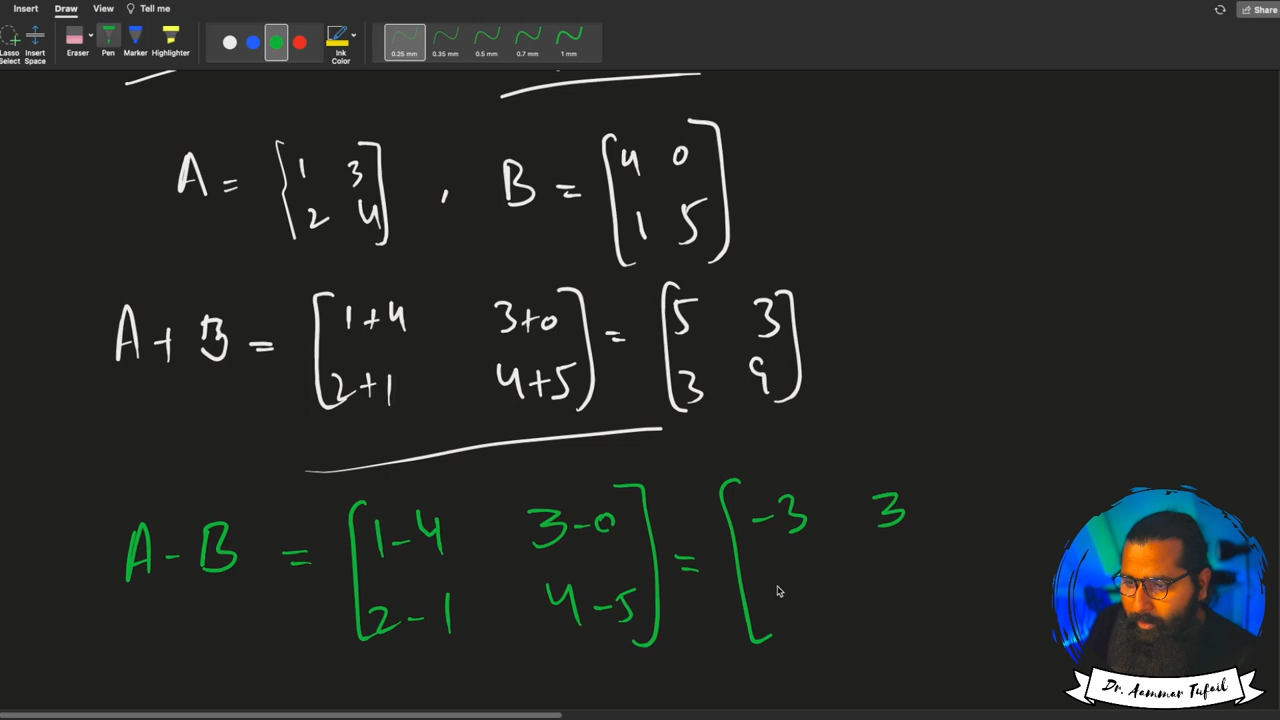 Insert Draw View Tell me Share
Lasso Select Insert Space Eraser Pen Marker Highlighter Ink Color 0.25 mm 0.35 mm 0.5 mm 0.7 mm 1 mm
A = [1 3
2 4] , B = [4 0
1 5]
A + B = [1+4 3+0
2+1 4+5] = [5 3
3 9]
A - B = [1-4 3-0
2-1 4-5] = [-3 3
Dr. Aammar Tufail